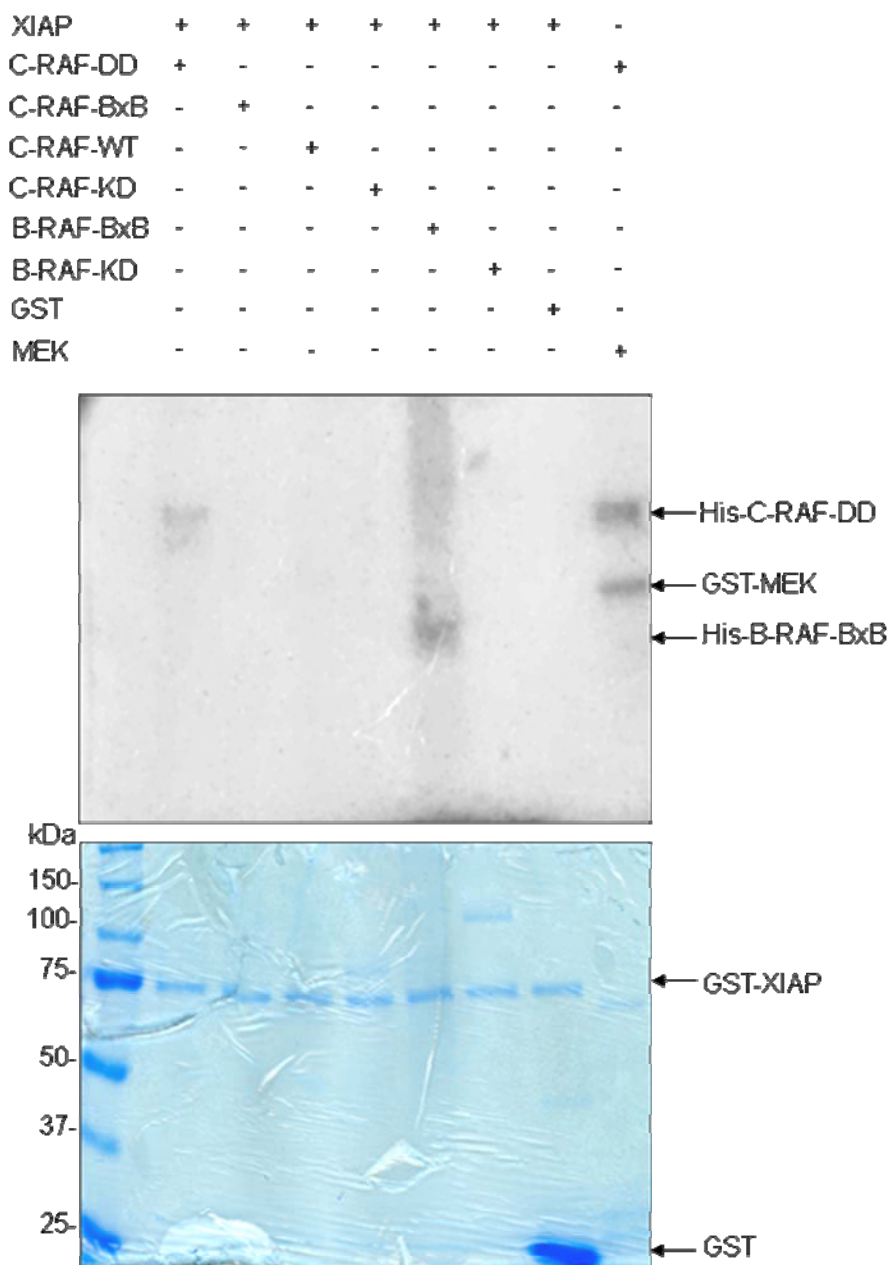 XIAP + + + + + + + -
C-RAF-DD + - - - - - - +
C-RAF-BxB - + - - - - - -
C-RAF-WT - - + - - - - -
C-RAF-KD - - - + - - - -
B-RAF-BxB - - - - + - - -
B-RAF-KD - - - - - + - -
GST - - - - - - + -
MEK - - - - - - - +
His-C-RAF-DD
GST-MEK
His-B-RAF-BxB
kDa
150-
100-
75-
GST-XIAP
50-
37-
25-
GST